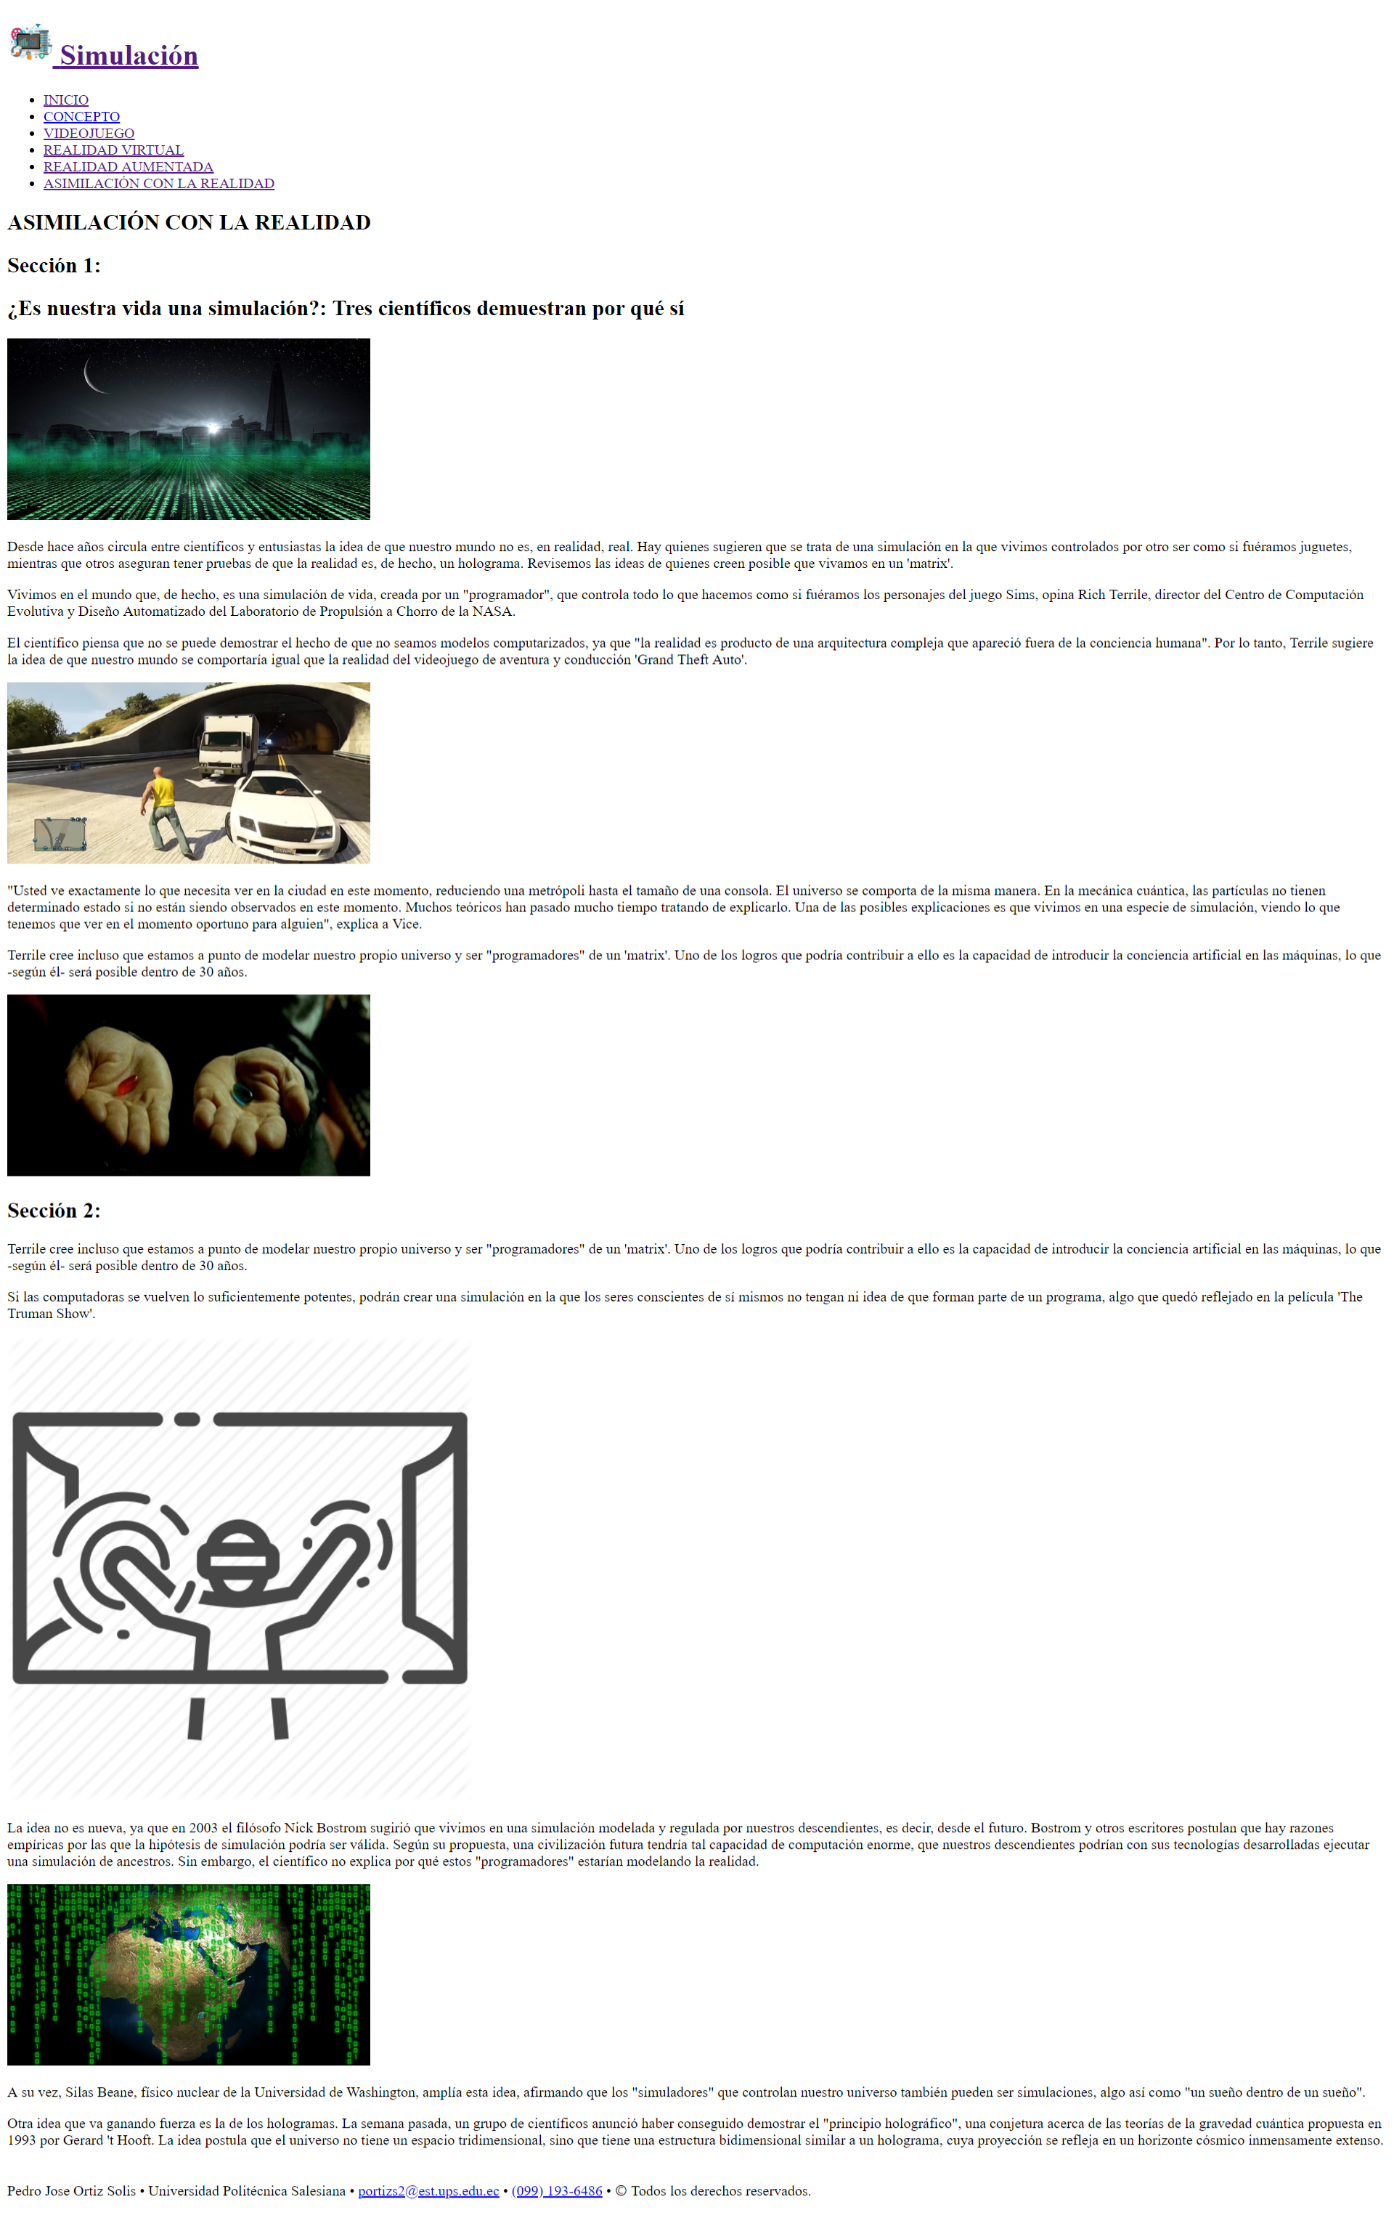 Simulación
INICIO
CONCEPTO
VIDEOJUEGO
REALIDAD VIRTUAL
REALIDAD AUMENTADA
ASIMILACIÓN CON LA REALIDAD
ASIMILACIÓN CON LA REALIDAD
Sección 1:
¿Es nuestra vida una simulación?: Tres científicos demuestran por qué sí
Desde hace años circula entre científicos y entusiastas la idea de que nuestro mundo no es, en realidad, real. Hay quienes sugieren que se trata de una simulación en la que vivimos controlados por otro ser como si fuéramos juguetes,
mientras que otros aseguran tener pruebas de que la realidad es, de hecho, un holograma. Revisemos las ideas de quienes creen posible que vivamos en un 'matrix'.
Vivimos en el mundo que, de hecho, es una simulación de vida, creada por un "programador", que controla todo lo que hacemos como si fuéramos los personajes del juego Sims, opina Rich Terrile, director del Centro de Computación
Evolutiva y Diseño Automatizado del Laboratorio de Propulsión a Chorro de la NASA.
El científico piensa que no se puede demostrar el hecho de que no seamos modelos computarizados, ya que "la realidad es producto de una arquitectura compleja que apareció fuera de la conciencia humana". Por lo tanto, Terrile sugiere
la idea de que nuestro mundo se comportaría igual que la realidad del videojuego de aventura y conducción 'Grand Theft Auto'.
"Usted ve exactamente lo que necesita ver en la ciudad en este momento, reduciendo una metrópoli hasta el tamaño de una consola. El universo se comporta de la misma manera. En la mecánica cuántica, las partículas no tienen
determinado estado si no están siendo observados en este momento. Muchos teóricos han pasado mucho tiempo tratando de explicarlo. Una de las posibles explicaciones es que vivimos en una especie de simulación, viendo lo que
tenemos que ver en el momento oportuno para alguien", explica a Vice.
Terrile cree incluso que estamos a punto de modelar nuestro propio universo y ser "programadores" de un 'matrix'. Uno de los logros que podría contribuir a ello es la capacidad de introducir la conciencia artificial en las máquinas, lo que
-según él- será posible dentro de 30 años.
Sección 2:
Terrile cree incluso que estamos a punto de modelar nuestro propio universo y ser "programadores" de un 'matrix'. Uno de los logros que podría contribuir a ello es la capacidad de introducir la conciencia artificial en las máquinas, lo que
-según él- será posible dentro de 30 años.
Si las computadoras se vuelven lo suficientemente potentes, podrán crear una simulación en la que los seres conscientes de sí mismos no tengan ni idea de que forman parte de un programa, algo que quedó reflejado en la película 'The
Truman Show'.
La idea no es nueva, ya que en 2003 el filósofo Nick Bostrom sugirió que vivimos en una simulación modelada y regulada por nuestros descendientes, es decir, desde el futuro. Bostrom y otros escritores postulan que hay razones
empíricas por las que la hipótesis de simulación podría ser válida. Según su propuesta, una civilización futura tendría tal capacidad de computación enorme, que nuestros descendientes podrían con sus tecnologías desarrolladas ejecutar
una simulación de ancestros. Sin embargo, el científico no explica por qué estos "programadores" estarían modelando la realidad.
A su vez, Silas Beane, físico nuclear de la Universidad de Washington, amplía esta idea, afirmando que los "simuladores" que controlan nuestro universo también pueden ser simulaciones, algo así como "un sueño dentro de un sueño".
Otra idea que va ganando fuerza es la de los hologramas. La semana pasada, un grupo de científicos anunció haber conseguido demostrar el "principio holográfico", una conjetura acerca de las teorías de la gravedad cuántica propuesta en
1993 por Gerard 't Hooft. La idea postula que el universo no tiene un espacio tridimensional, sino que tiene una estructura bidimensional similar a un holograma, cuya proyección se refleja en un horizonte cósmico inmensamente extenso.
Pedro Jose Ortiz Solis • Universidad Politécnica Salesiana • portizs2@est.ups.edu.ec • (099) 193-6486 • © Todos los derechos reservados.